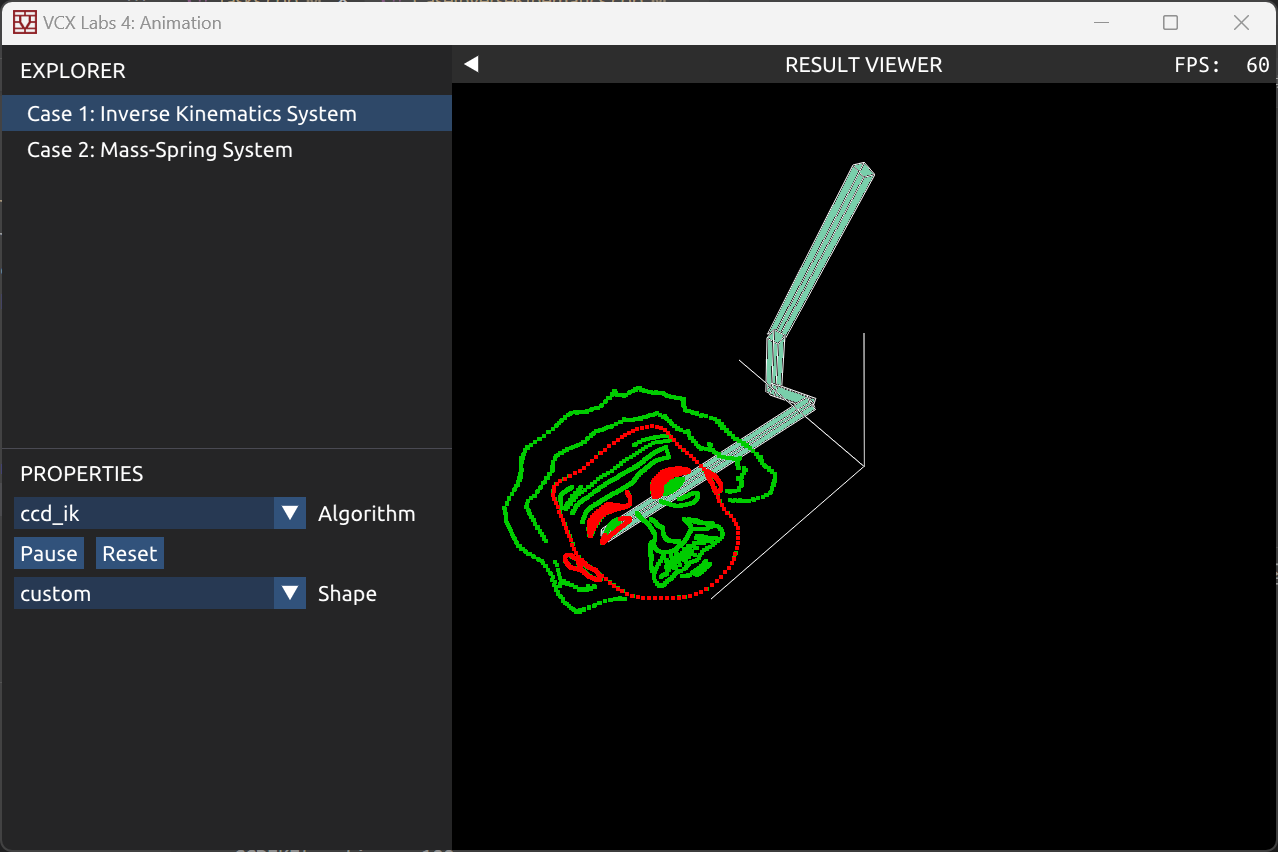 VCX Labs 4: Animation
EXPLORER
Case 1: Inverse Kinematics System
Case 2: Mass-Spring System
PROPERTIES
ccd_ik Algorithm
Pause Reset
custom Shape
RESULT VIEWER FPS: 60